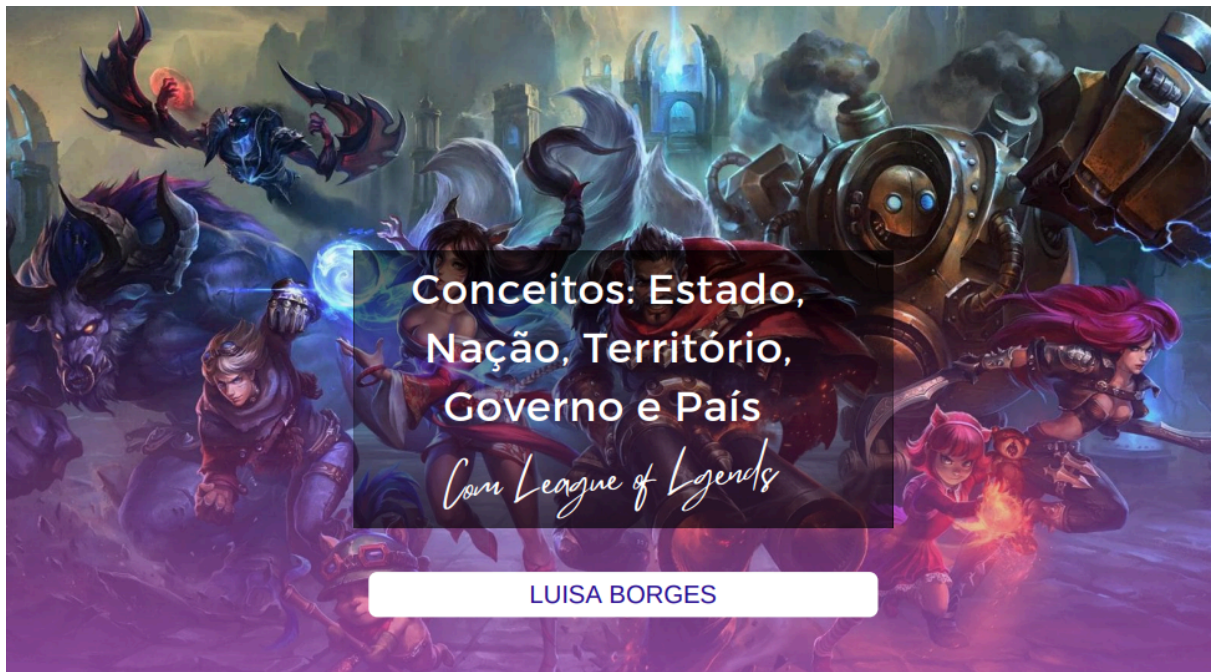 Conceitos: Estado,
Nação, Território,
Governo e País
Com League of Lgends
LUISA BORGES